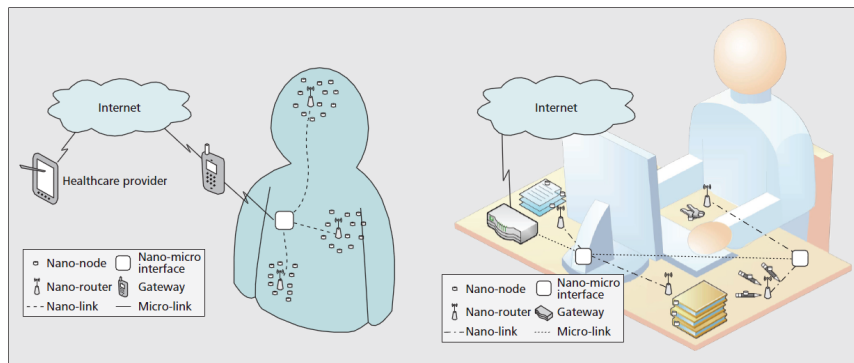 Internet
Healthcare provider
Nano-node
Nano-micro
interface
Nano-router
Gateway
Nano-link
Micro-link
Internet
Nano-node
Nano-micro
interface
Nano-router
Gateway
Nano-link
Micro-link